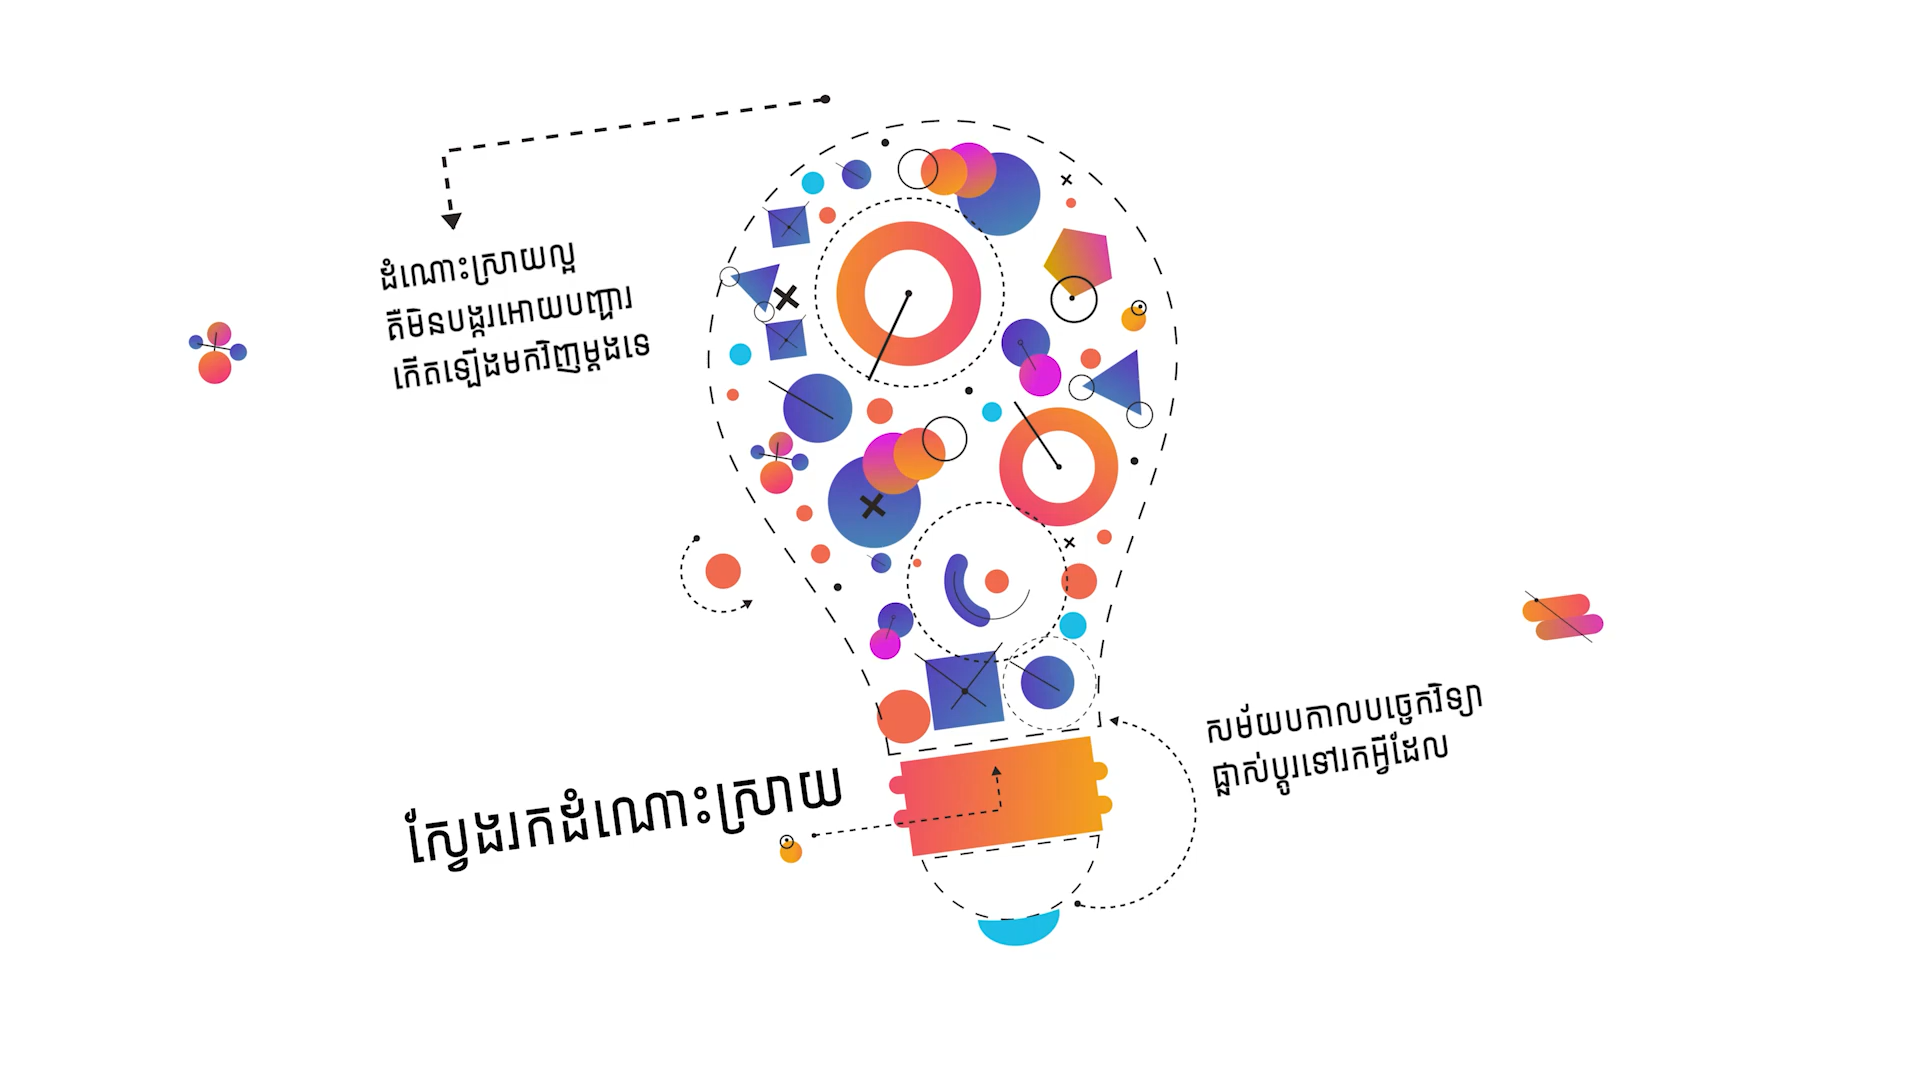 ដំណោះស្រាយល្អ
គឺមិនបង្ករអោយបញ្ហារ
កើតឡើងមកវិញម្ដងទេ
ស្វែងរកដំណោះស្រាយ
សម័យបកាលបច្ចេកវិទ្យា
ផ្លាស់ប្ដូរទៅរកអ្វីដែល